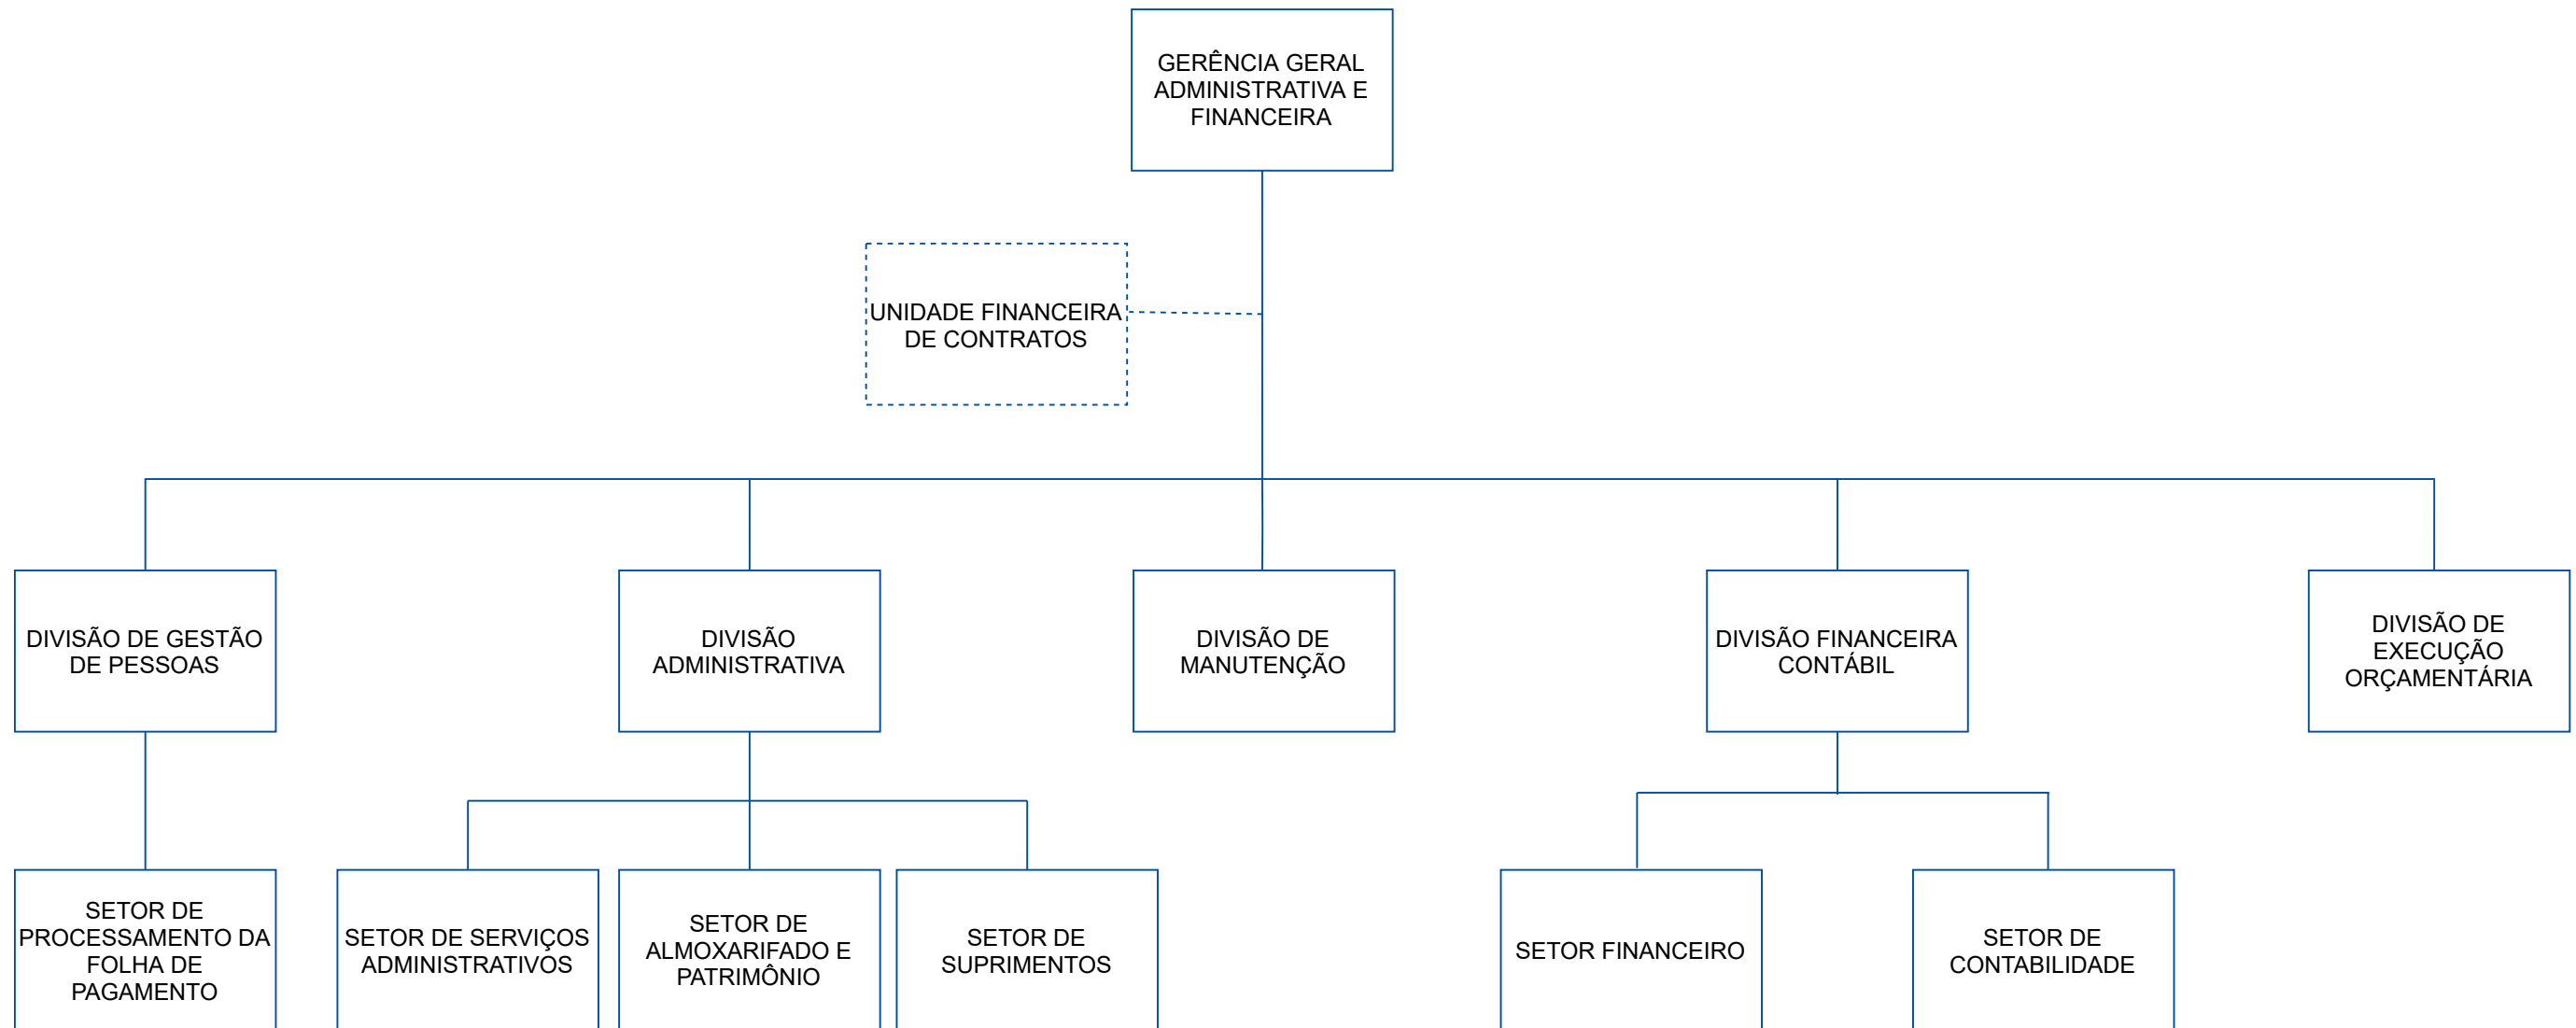 GERÊNCIA GERAL
ADMINISTRATIVA E
FINANCEIRA
UNIDADE FINANCEIRA
DE CONTRATOS
DIVISÃO DE GESTÃO
DE PESSOAS
DIVISÃO
ADMINISTRATIVA
DIVISÃO DE
MANUTENÇÃO
DIVISÃO FINANCEIRA
CONTÁBIL
DIVISÃO DE
EXECUÇÃO
ORÇAMENTÁRIA
SETOR DE
PROCESSAMENTO DA
FOLHA DE
PAGAMENTO
SETOR DE SERVIÇOS
ADMINISTRATIVOS
SETOR DE
ALMOXARIFADO E
PATRIMÔNIO
SETOR DE
SUPRIMENTOS
SETOR FINANCEIRO
SETOR DE
CONTABILIDADE